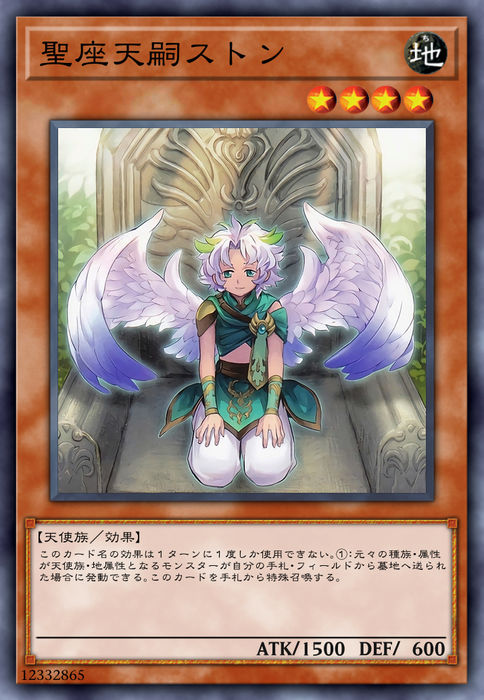 聖座天嗣ストン
ち
地
【天使族／効果】
このカード名の効果は１ターンに１度しか使用できない。①：元々の種族・属性
が天使族・地属性となるモンスターが自分の手札・フィールドから墓地へ送られ
た場合に発動できる。このカードを手札から特殊召喚する。
ATK/1500 DEF/ 600
12332865